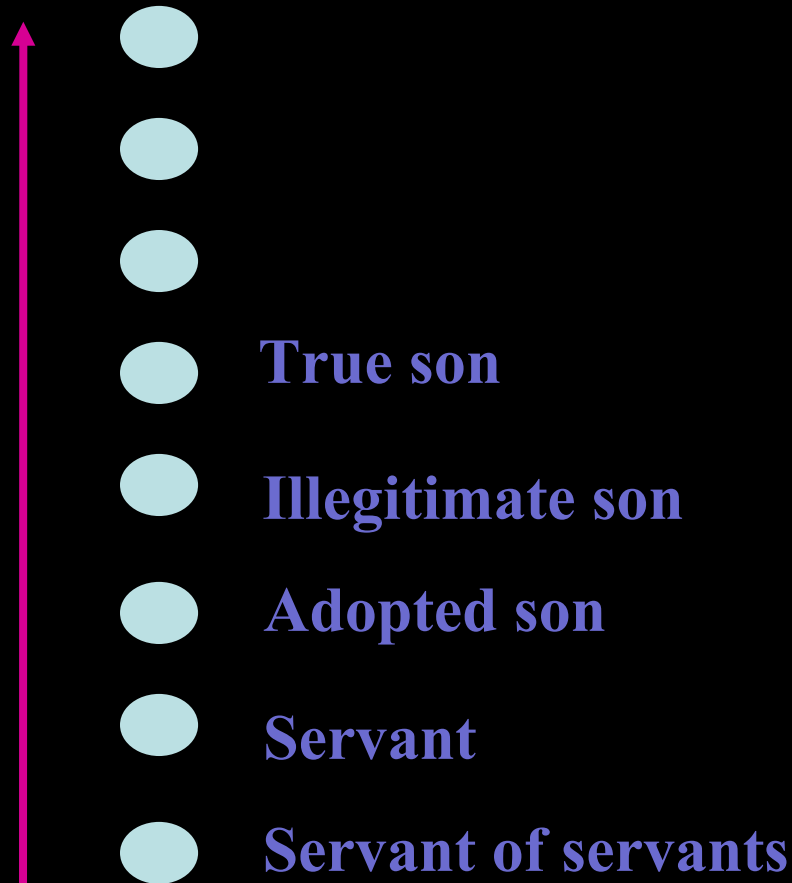 True son
Illegitimate son
Adopted son
Servant
Servant of servants